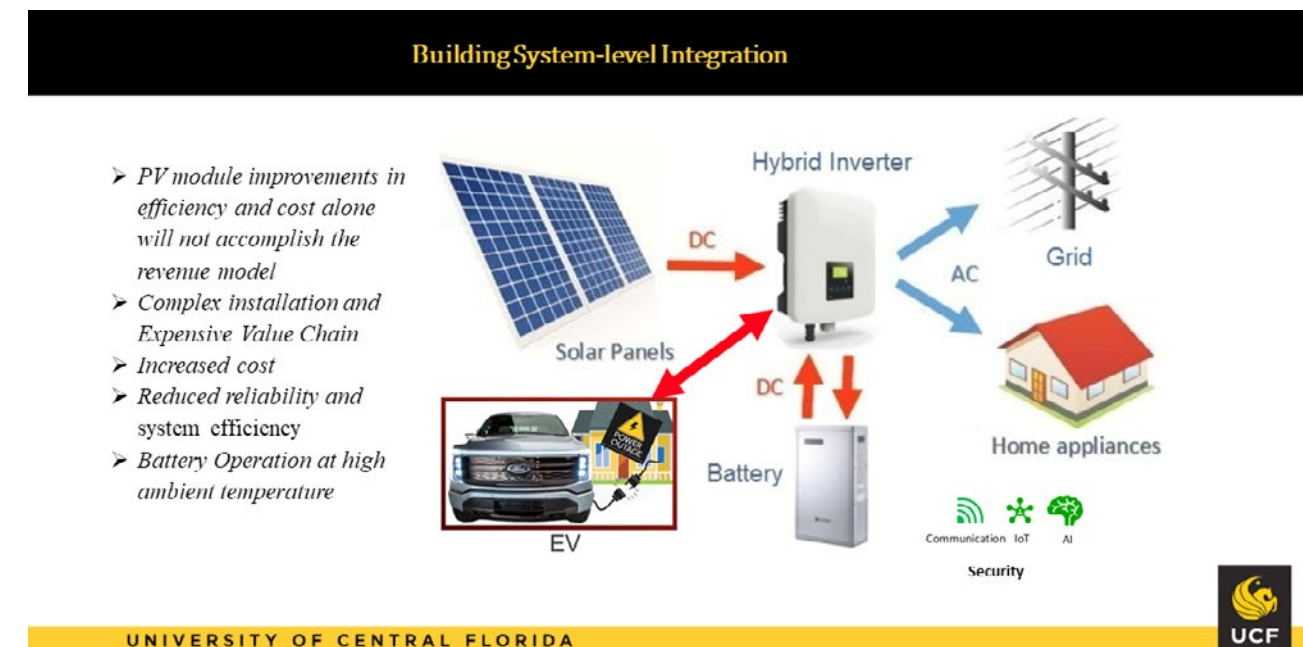 Building System-level Integration
➢ PV module improvements in
efficiency and cost alone
will not accomplish the
revenue model
➢ Complex installation and
Expensive Value Chain
➢ Increased cost
➢ Reduced reliability and
system efficiency
➢ Battery Operation at high
ambient temperature
Hybrid Inverter
DC
Grid
AC
Solar Panels
DC
POWER
OUTAGE
Home appliances
Battery
EV
Communication IoT AI
Security
UNIVERSITY OF CENTRAL FLORIDA
UCF